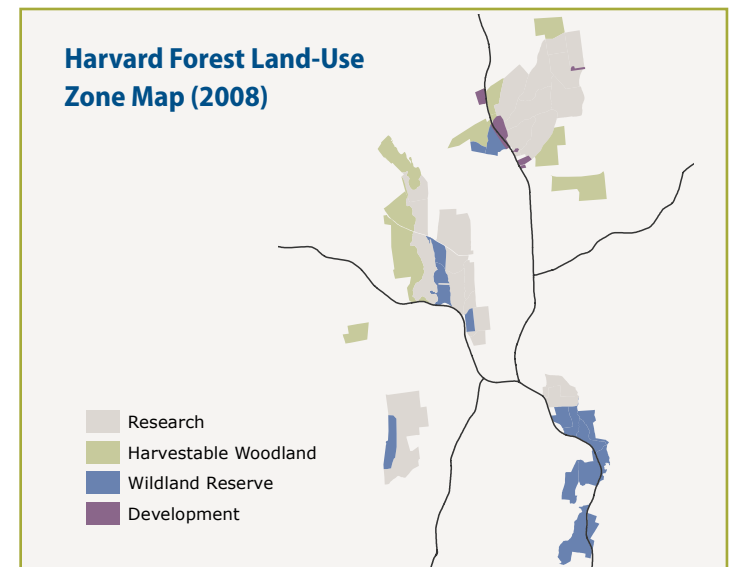 Harvard Forest Land-Use
Zone Map (2008)
Research
Harvestable Woodland
Wildland Reserve
Development